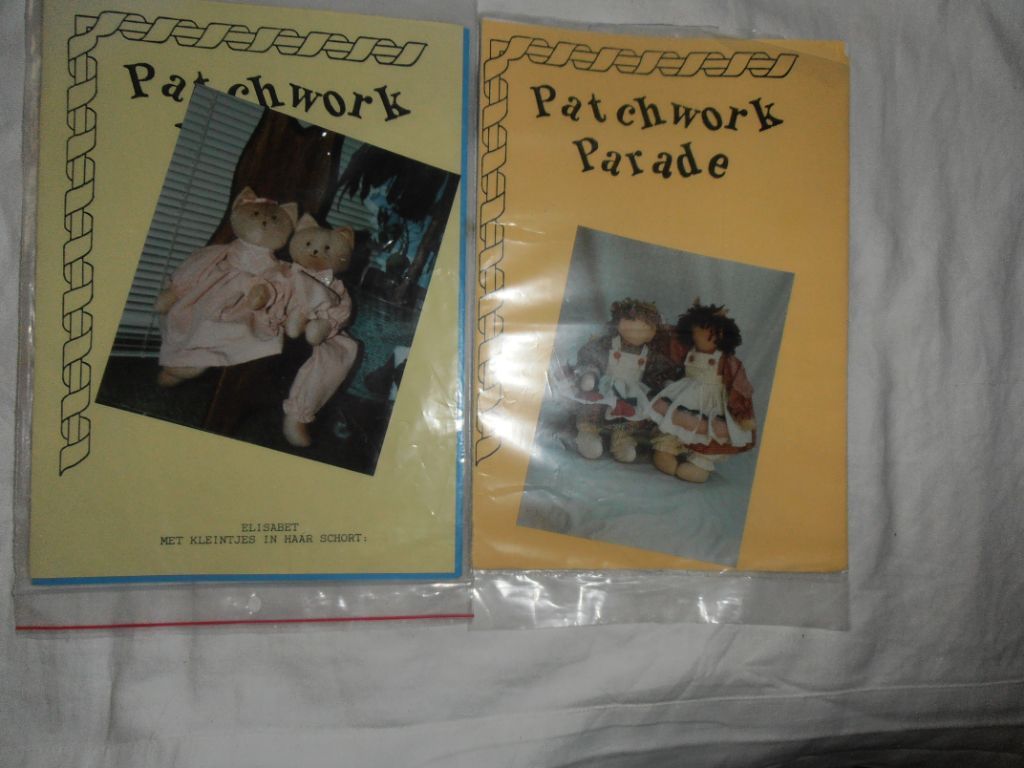 Patchwork
ELISABET
MET KLEINTJES IN HAAR SCHORT:
Patchwork
Parade